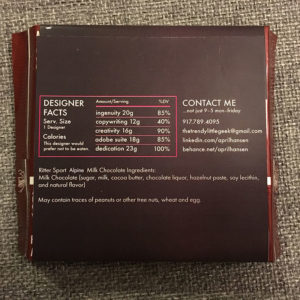 DESIGNER
FACTS
Serv. Size
1 Designer
Calories
This designer would
prefer not to be eaten.
Amount/Serving %DV
ingenuity 20g 85%
copywriting 12g 40%
creativity 16g 90%
adobe suite 18g 85%
dedication 23g 100%
CONTACT ME
...not just 9-5 mon-friday
917.789.4095
thetrendylittlegeek@gmail.com
linkedin.com/aprilhansen
behance.net/aprilhansen
Ritter Sport Alpine Milk Chocolate Ingredients:
Milk Chocolate (sugar, milk, cocoa butter, chocolate liquor, hazelnut paste, soy lecithin,
and natural flavor)
May contain traces of peanuts or other tree nuts, wheat and egg.